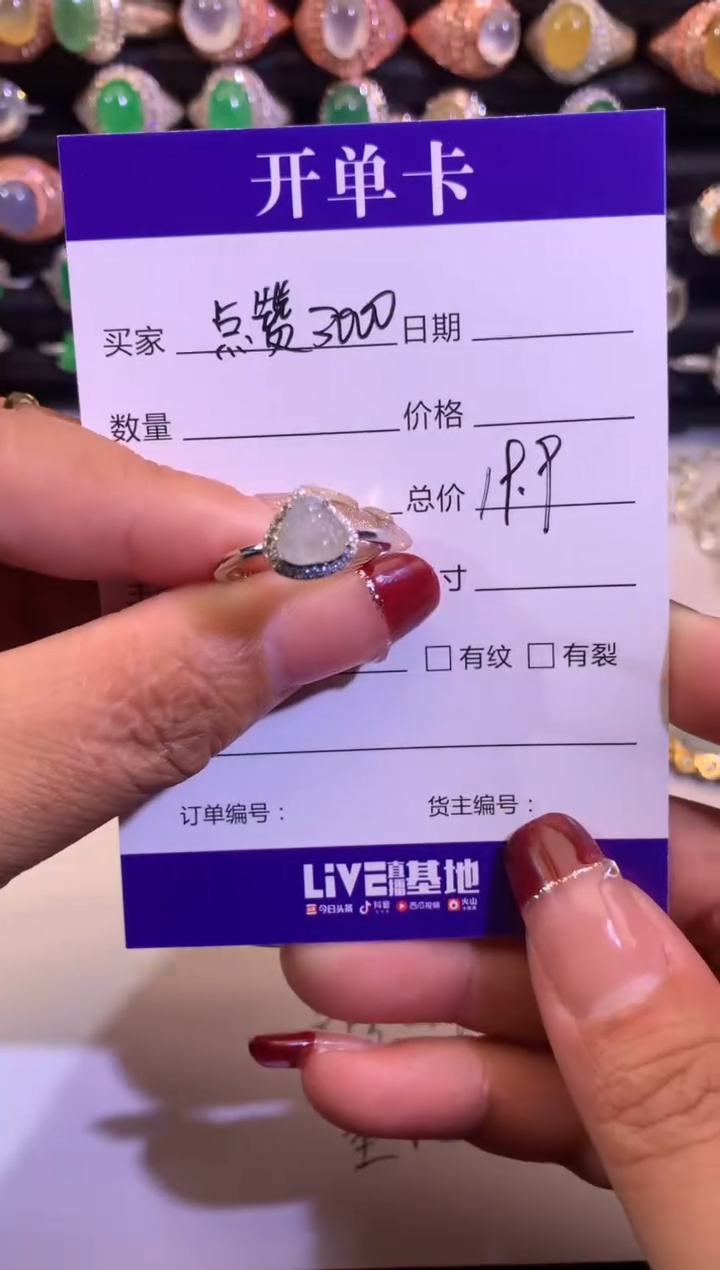 开单卡
买家 点赞3000 日期
数量 价格
总价
寸
□有纹 □有裂
订单编号： 货主编号：
LiVE直播基地
今日头条 抖音 西瓜视频 火山